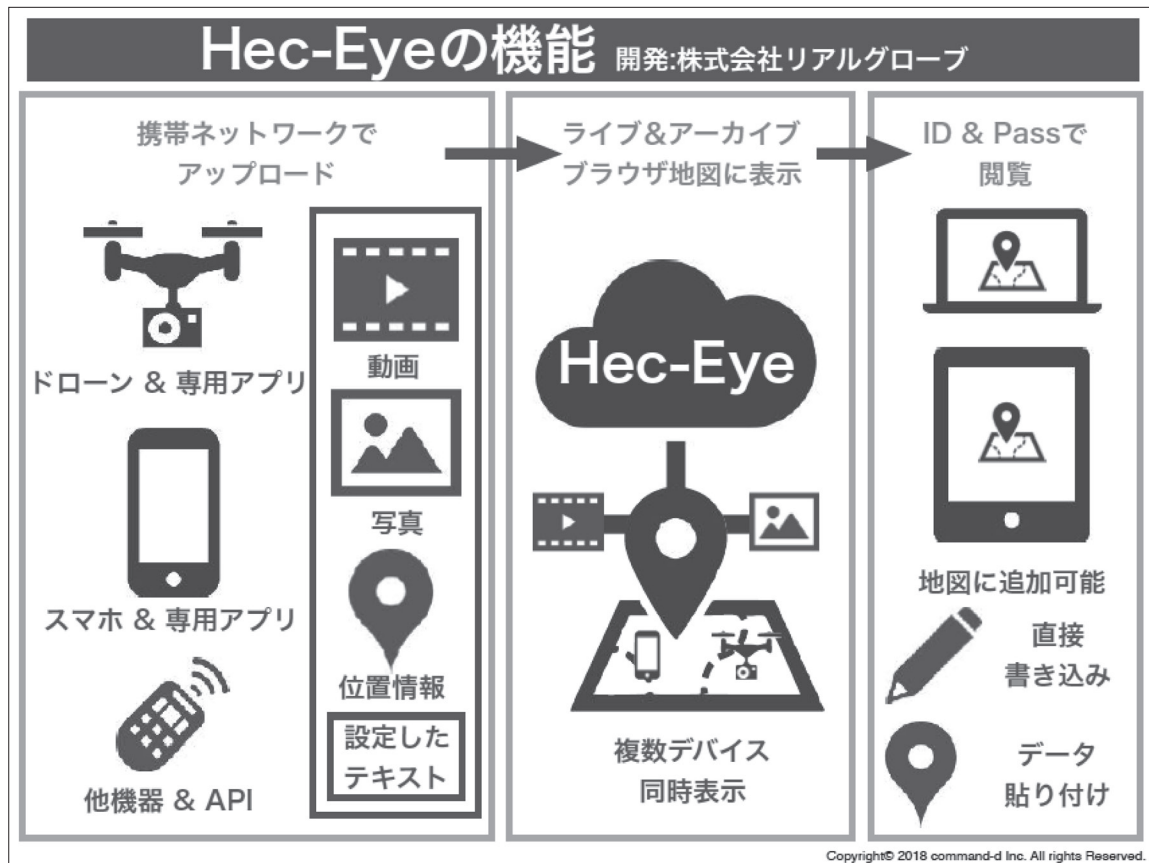 Hec-Eyeの機能 開発:株式会社リアルグローブ
携帯ネットワークで
アップロード
ドローン & 専用アプリ
スマホ & 専用アプリ
他機器 & API
動画
写真
位置情報
設定した
テキスト
ライブ&アーカイブ
ブラウザ地図に表示
Hec-Eye
複数デバイス
同時表示
ID & Passで
閲覧
地図に追加可能
直接
書き込み
データ
貼り付け
Copyright© 2018 command-d Inc. All rights Reserved.